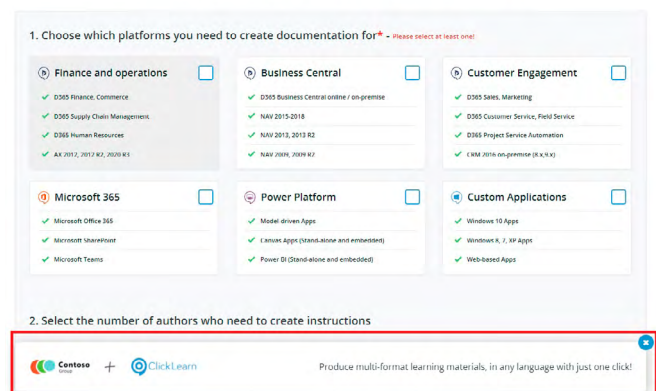 1. Choose which platforms you need to create documentation for* - Please select at least one!
Finance and operations
D365 Finance, Commerce
D365 Supply Chain Management
D365 Human Resources
AX 2012, 2012 R2, 2020 R3
Business Central
D365 Business Central online / on-premise
NAV 2015-2018
NAV 2013, 2013 R2
NAV 2009, 2009 R2
Customer Engagement
D365 Sales, Marketing
D365 Customer Service, Field Service
D365 Project Service Automation
CRM 2016 on-premise (8.x,9.x)
Microsoft 365
Microsoft Office 365
Microsoft SharePoint
Microsoft Teams
Power Platform
Model driven Apps
Canvas Apps (Stand-alone and embedded)
Power BI (Stand-alone and embedded)
Custom Applications
Windows 10 Apps
Windows 8, 7, XP Apps
Web-based Apps
2. Select the number of authors who need to create instructions
Contoso
Group
+
ClickLearn
Produce multi-format learning materials, in any language with just one click!